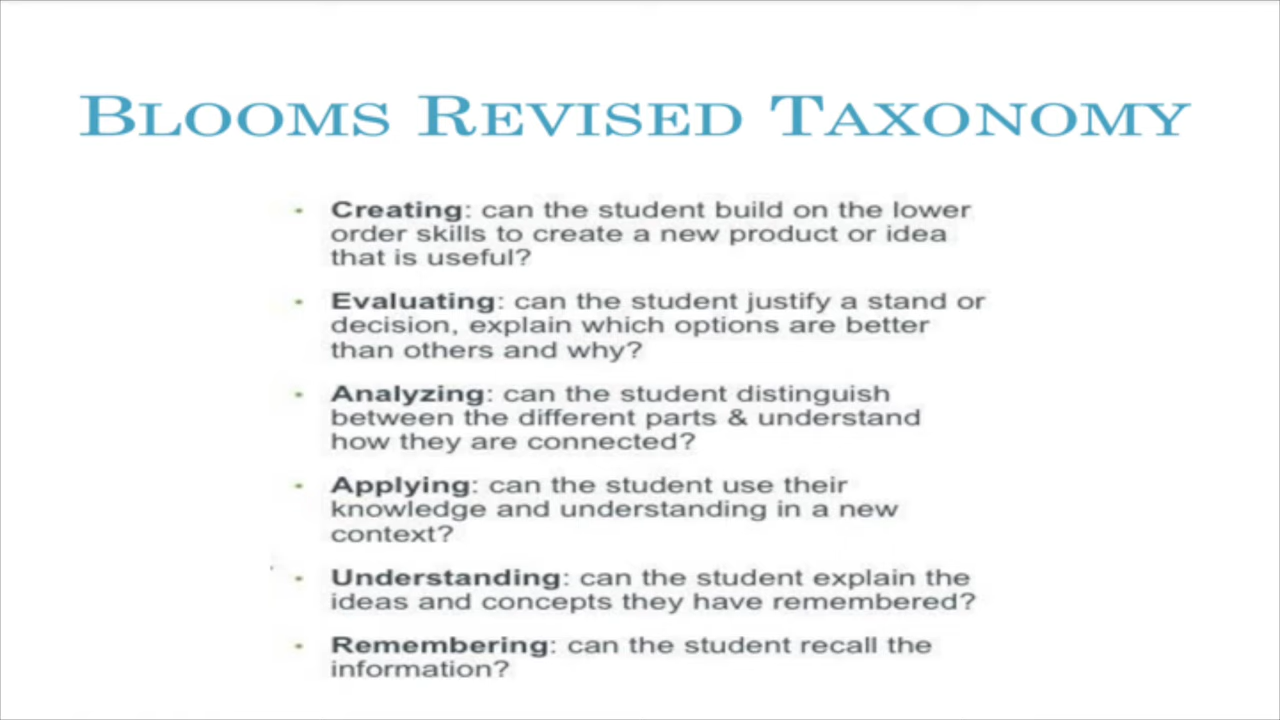 BLOOMS REVISED TAXONOMY
• Creating: can the student build on the lower
order skills to create a new product or idea
that is useful?
• Evaluating: can the student justify a stand or
decision, explain which options are better
than others and why?
• Analyzing: can the student distinguish
between the different parts & understand
how they are connected?
• Applying: can the student use their
knowledge and understanding in a new
context?
• Understanding: can the student explain the
ideas and concepts they have remembered?
• Remembering: can the student recall the
information?